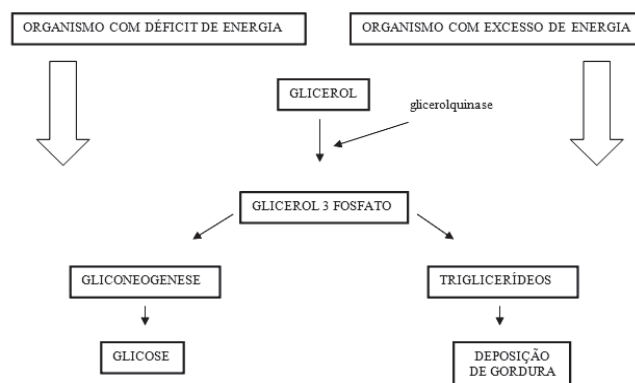 ORGANISMO COM DÉFICIT DE ENERGIA
ORGANISMO COM EXCESSO DE ENERGIA
GLICEROL
glicerolquinase
GLICEROL 3 FOSFATO
GLICONEOGENESE
TRIGLICERÍDEOS
GLICOSE
DEPOSIÇÃO
DE GORDURA